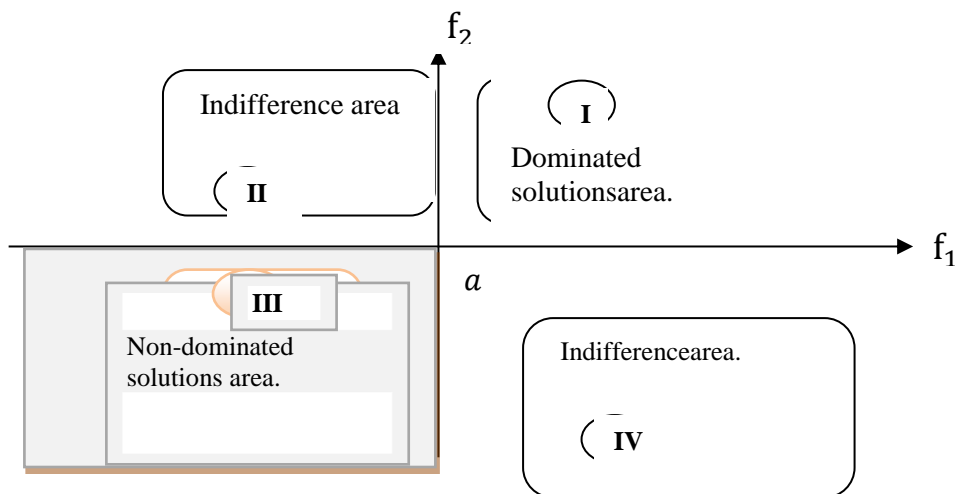 f2
Indifference area
I
Dominated
solutionsarea.
II
f1
a
III
Non-dominated
solutions area.
Indifferencearea.
IV